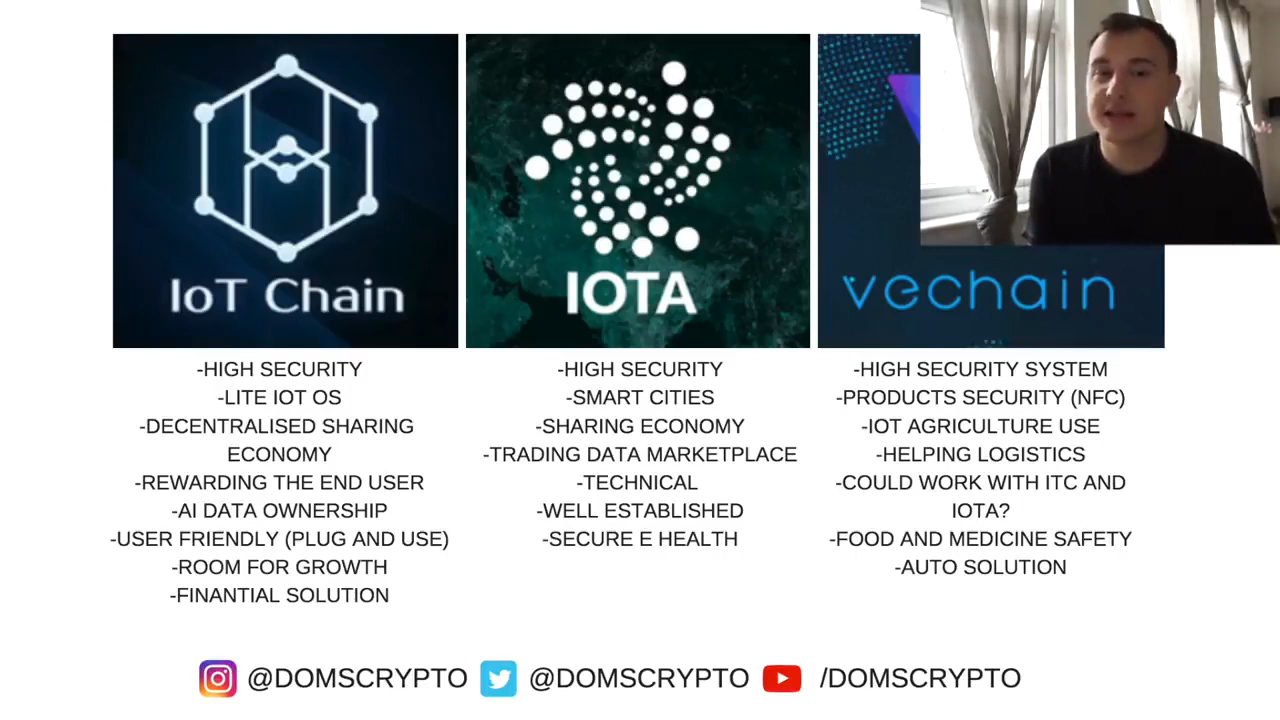 IoT Chain
-HIGH SECURITY
-LITE IOT OS
-DECENTRALISED SHARING
ECONOMY
-REWARDING THE END USER
-AI DATA OWNERSHIP
-USER FRIENDLY (PLUG AND USE)
-ROOM FOR GROWTH
-FINANTIAL SOLUTION
IOTA
-HIGH SECURITY
-SMART CITIES
-SHARING ECONOMY
-TRADING DATA MARKETPLACE
-TECHNICAL
-WELL ESTABLISHED
-SECURE E HEALTH
vechain
-HIGH SECURITY SYSTEM
-PRODUCTS SECURITY (NFC)
-IOT AGRICULTURE USE
-HELPING LOGISTICS
-COULD WORK WITH ITC AND
IOTA?
-FOOD AND MEDICINE SAFETY
-AUTO SOLUTION
@DOMSCRYPTO @DOMSCRYPTO /DOMSCRYPTO